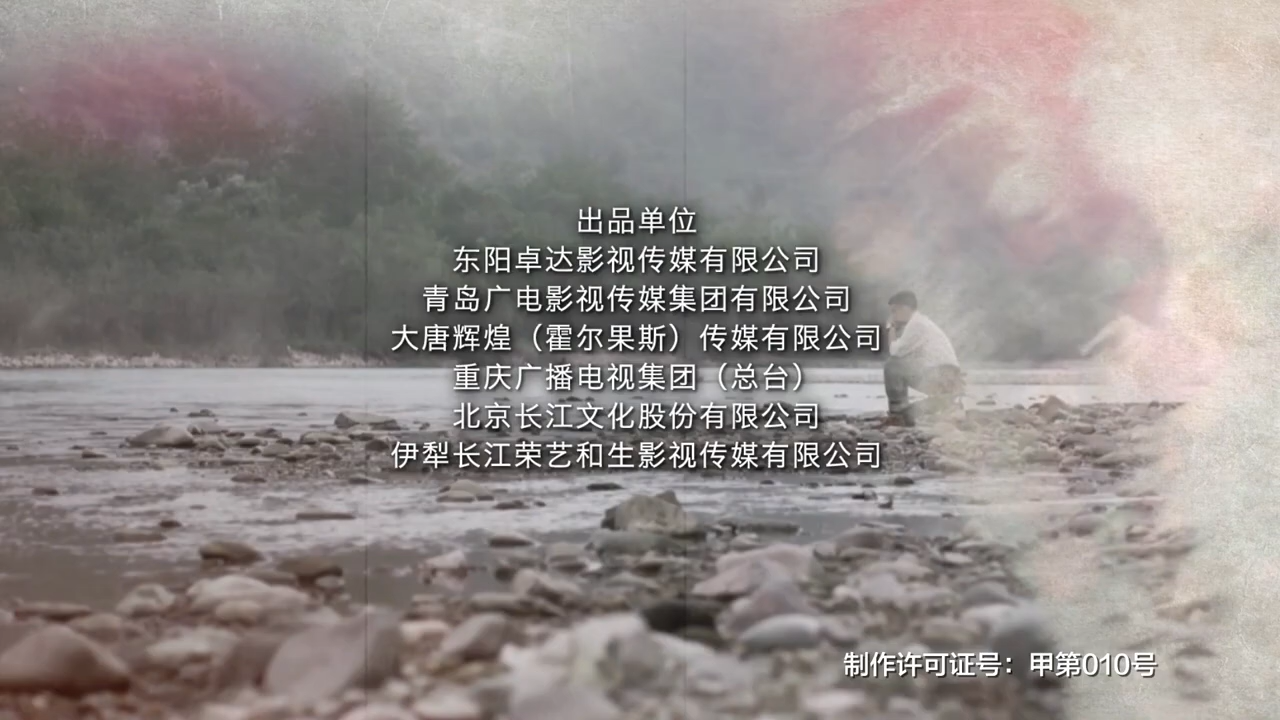 出品单位
东阳卓达影视传媒有限公司
青岛广电影视传媒集团有限公司
大唐辉煌（霍尔果斯）传媒有限公司
重庆广播电视集团（总台）
北京长江文化股份有限公司
伊犁长江荣艺和生影视传媒有限公司
制作许可证号：甲第010号